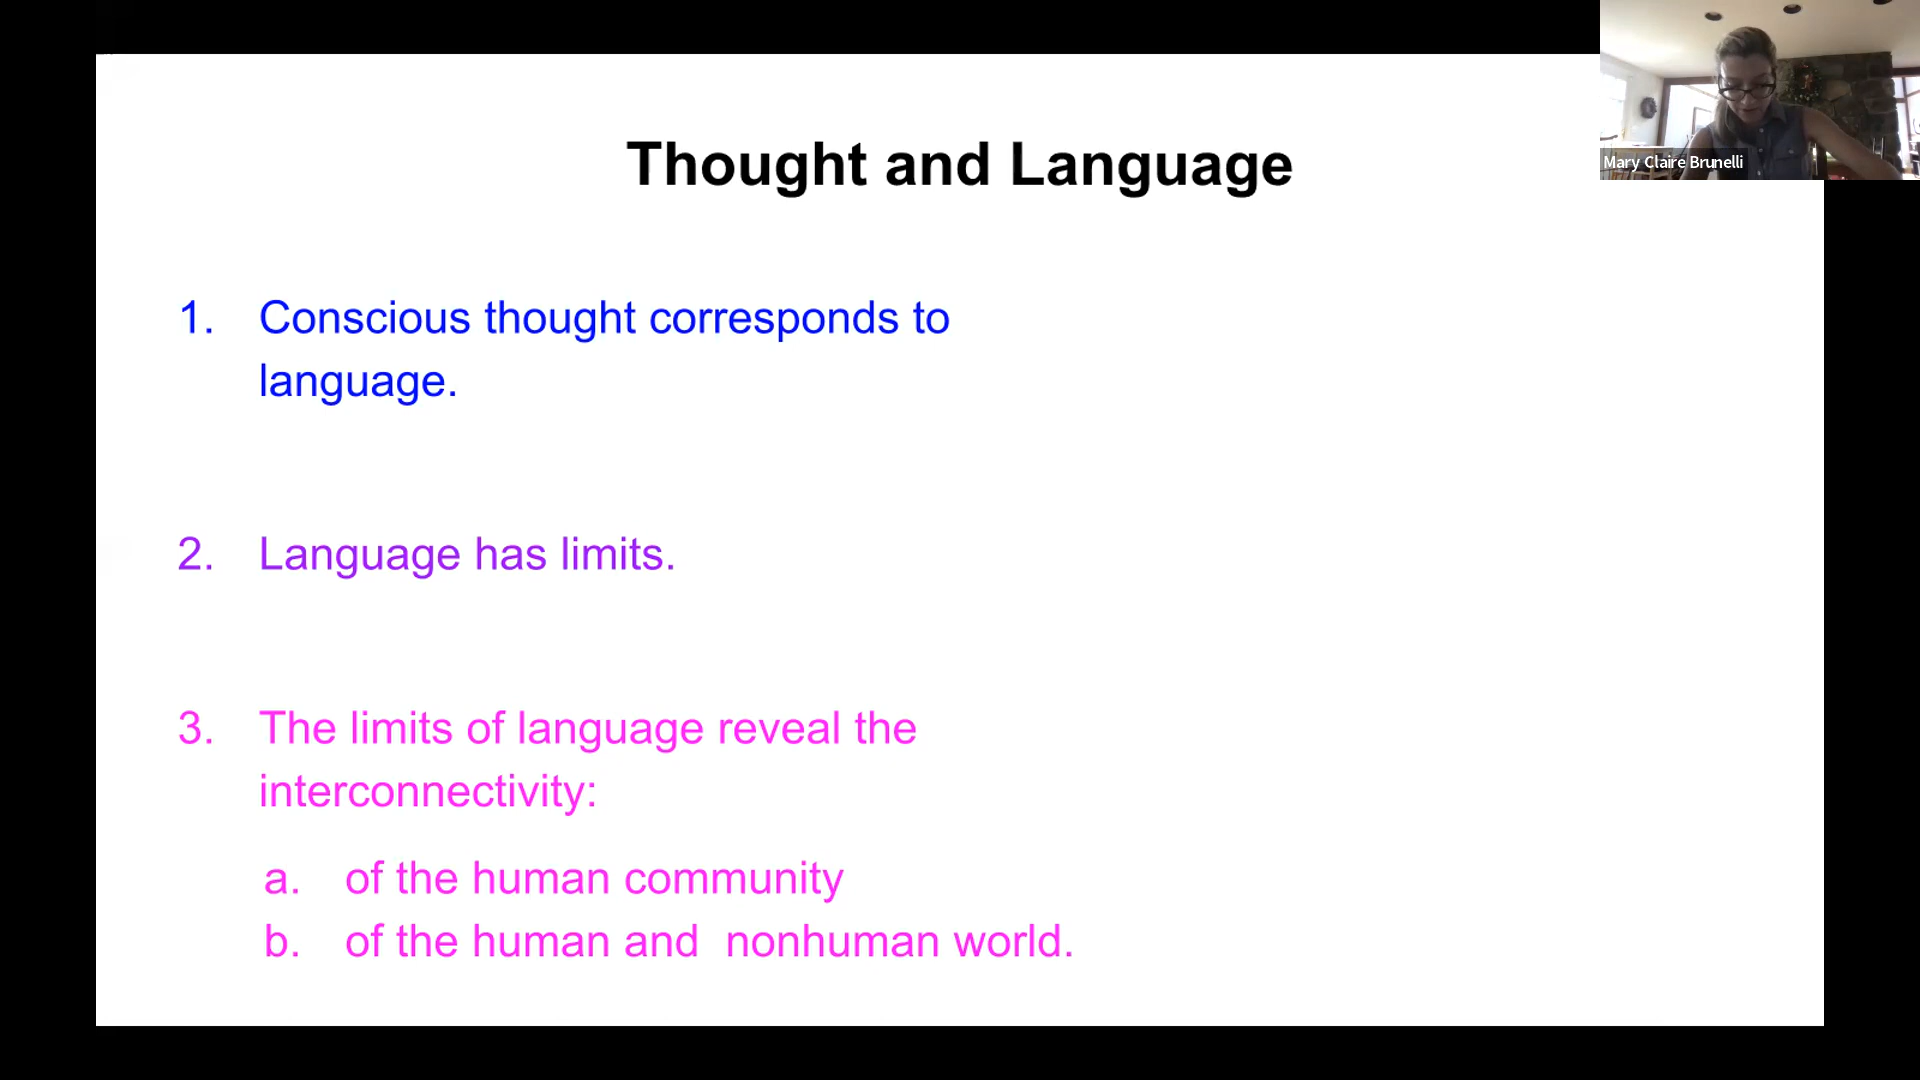 Thought and Language
Mary Claire Brunelli
1. Conscious thought corresponds to
language.
2. Language has limits.
3. The limits of language reveal the
interconnectivity:
a. of the human community
b. of the human and  nonhuman world.